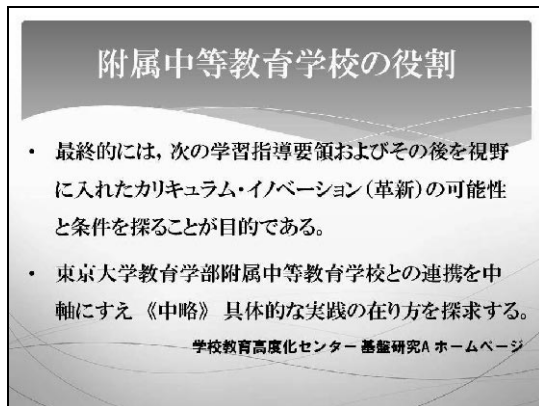 附属中等教育学校の役割
・ 最終的には，次の学習指導要領およびその後を視野
に入れたカリキュラム・イノベーション（革新）の可能性
と条件を探ることが目的である。
・ 東京大学教育学部附属中等教育学校との連携を中
軸にすえ《中略》具体的な実践の在り方を探求する。
学校教育高度化センター 基盤研究A ホームページ